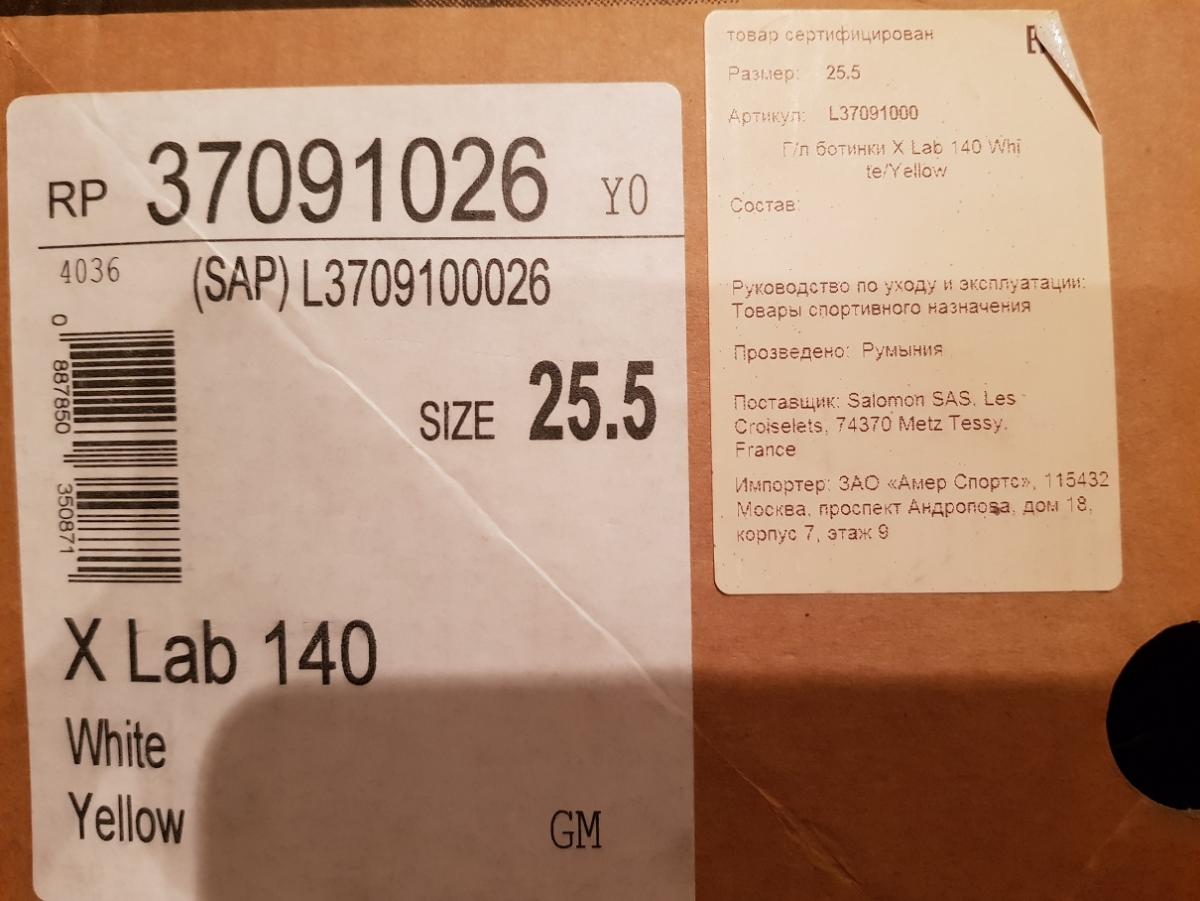 RP 37091026 Y0
4036 (SAP) L3709100026
0 887850 350871
SIZE 25.5
X Lab 140
White
Yellow
GM
товар сертифицирован
Размер: 25.5
Артикул: L37091000
Г/л ботинки X Lab 140 Whi
te/Yellow
Состав:
Руководство по уходу и эксплуатации:
Товары спортивного назначения
Прозведено: Румыния
Поставщик: Salomon SAS. Les
Croiselets, 74370 Metz Tessy.
France
Импортер: ЗАО «Амер Спортс», 115432
Москва, проспект Андропова, дом 18,
корпус 7, этаж 9